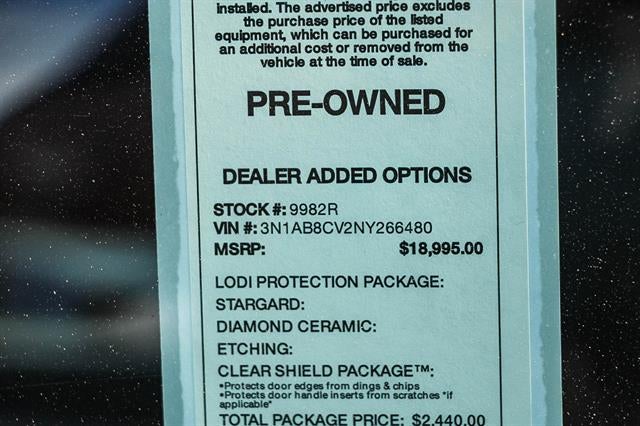 installed. The advertised price excludes
the purchase price of the listed
equipment, which can be purchased for
an additional cost or removed from the
vehicle at the time of sale.
PRE-OWNED
DEALER ADDED OPTIONS
STOCK #: 9982R
VIN #: 3N1AB8CV2NY266480
MSRP: $18,995.00
LODI PROTECTION PACKAGE:
STARGARD:
DIAMOND CERAMIC:
ETCHING:
CLEAR SHIELD PACKAGE™:
•Protects door edges from dings & chips
•Protects door handle inserts from scratches "if
applicable"
TOTAL PACKAGE PRICE: $2,440.00